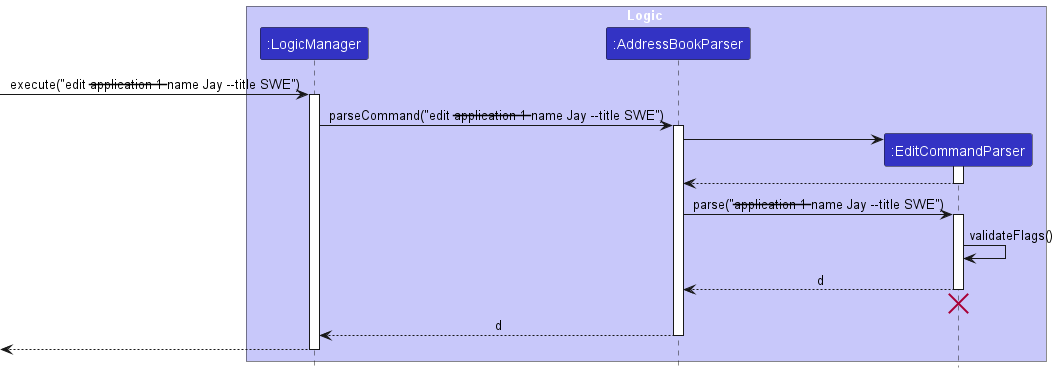 Logic
:LogicManager
:AddressBookParser
execute("edit application 1 name Jay --title SWE")
parseCommand("edit application 1 name Jay --title SWE")
:EditCommandParser
parse("application 1 name Jay --title SWE")
validateFlags()
d
d